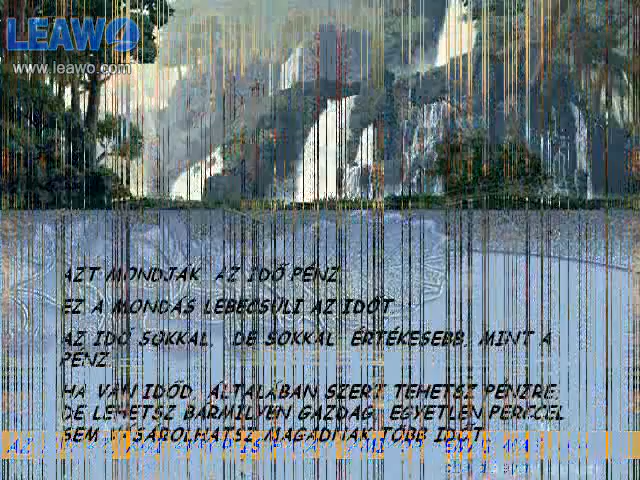 LEAWO
www.leawo.com
AZT MONDJÁK, AZ IDŐ PÉNZ
EZ A MONDÁS LEBECSÜLI AZ IDŐT
AZ IDŐ SOKKAL, DE SOKKAL ÉRTÉKESEBB, MINT A
PÉNZ.
HA VAN IDŐD, ÁLTALÁBAN SZERT TEHETSZ PÉNZRE.
DE LEHETSZ BÁRMILYEN GAZDAG, EGYETLEN PERCCEL
SEM VÁSÁROLHATSZ MAGADNAK TÖBB IDŐT.